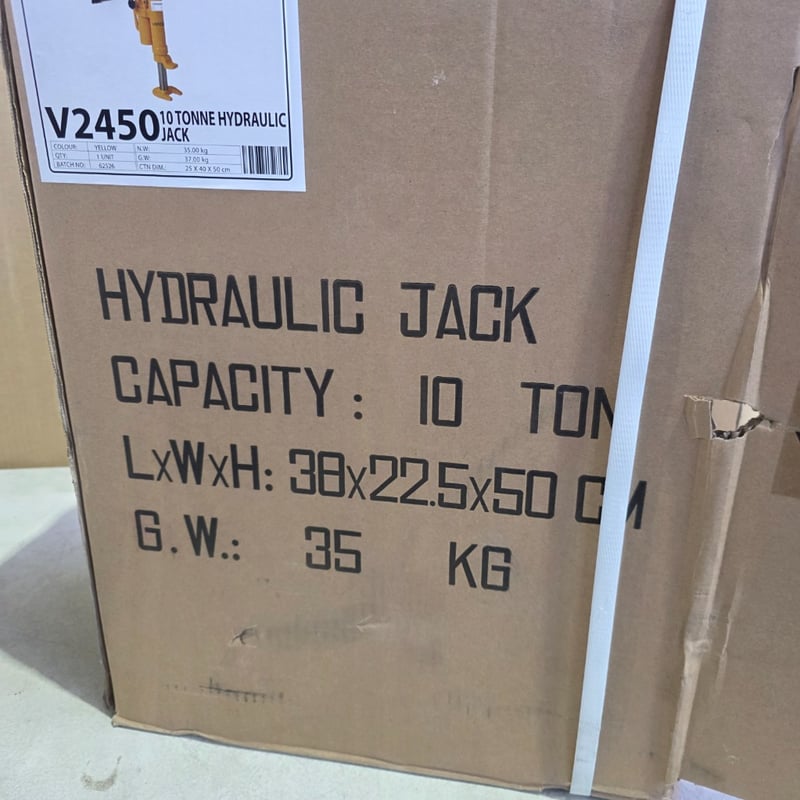 V2450 10 TONNE HYDRAULIC JACK
COLOUR: YELLOW N.W: 35.00 kg
QTY: 1 UNIT G.W: 37.00 kg
BATCH NO: 62326 CTN DIM.: 25 X 40 X 50 cm
HYDRAULIC JACK
CAPACITY: 10 TON
LxWxH: 38x22.5x50 CM
G.W.: 35 KG